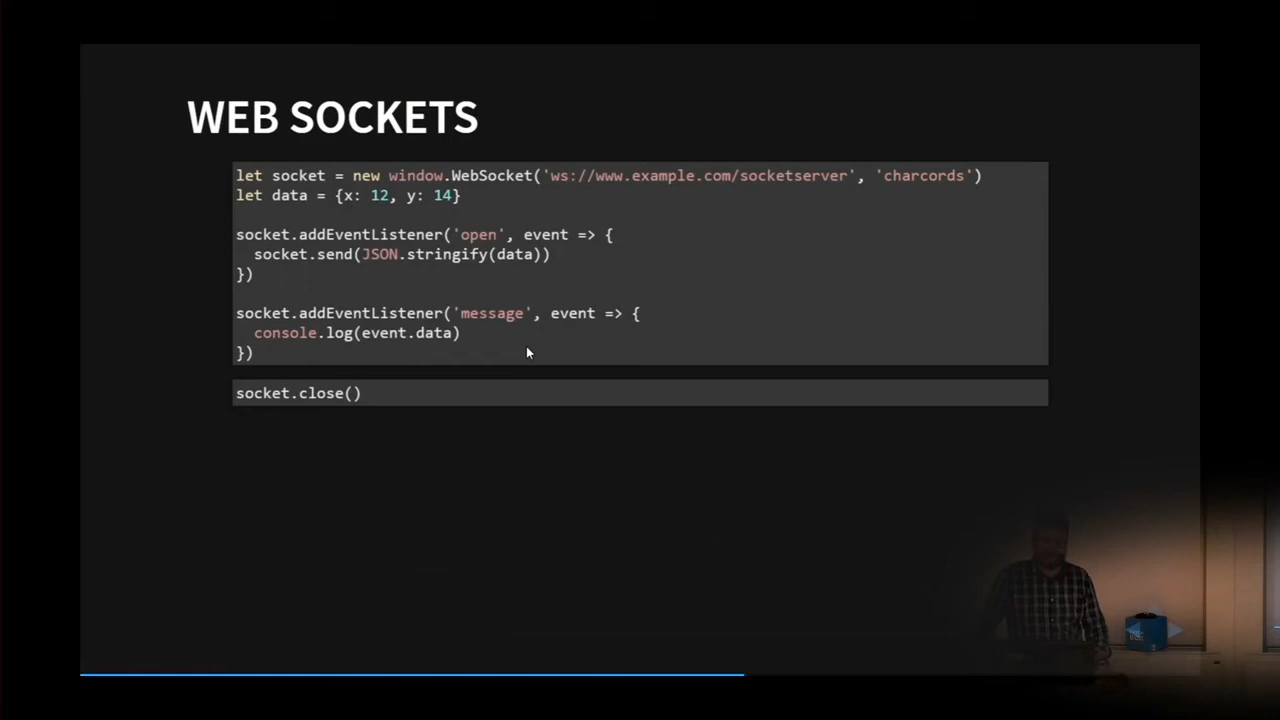 WEB SOCKETS
let socket = new window.WebSocket('ws://www.example.com/socketserver', 'charcords')
let data = {x: 12, y: 14}
socket.addEventListener('open', event => {
  socket.send(JSON.stringify(data))
})
socket.addEventListener('message', event => {
  console.log(event.data)
})
socket.close()